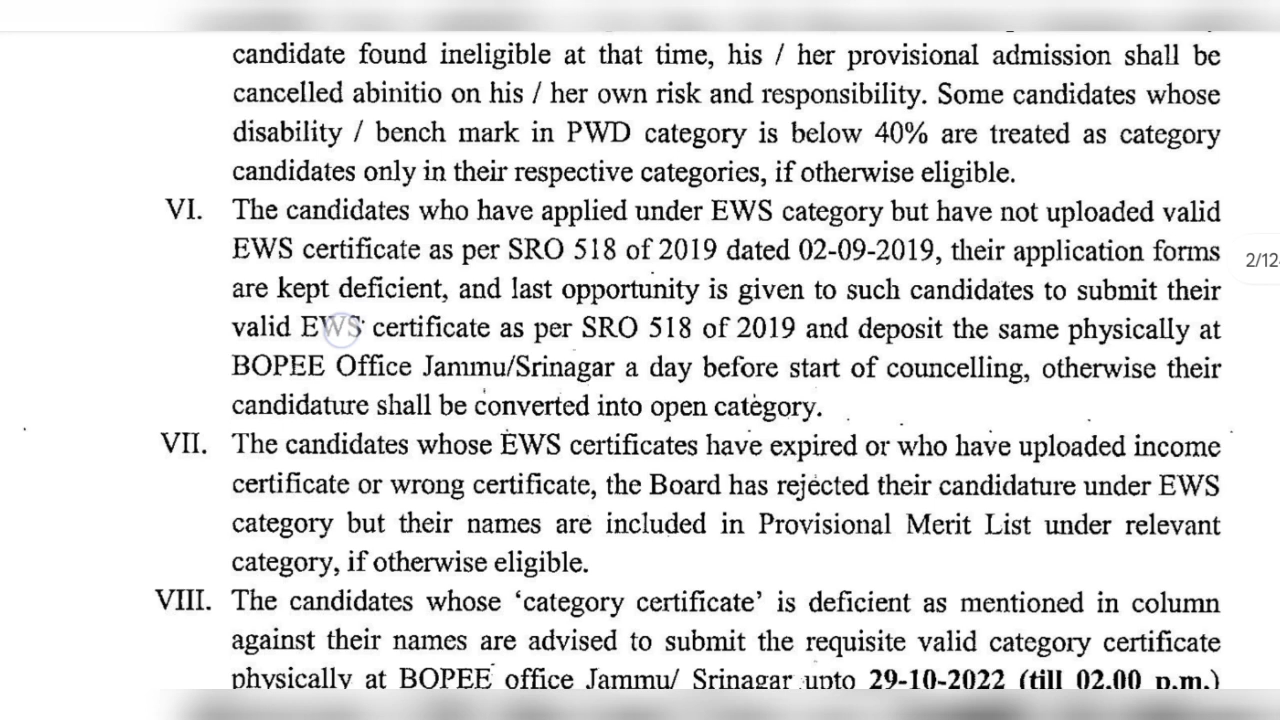 candidate found ineligible at that time, his / her provisional admission shall be
cancelled abinitio on his / her own risk and responsibility. Some candidates whose
disability / bench mark in PWD category is below 40% are treated as category
candidates only in their respective categories, if otherwise eligible.
VI. The candidates who have applied under EWS category but have not uploaded valid
EWS certificate as per SRO 518 of 2019 dated 02-09-2019, their application forms
2/12
are kept deficient, and last opportunity is given to such candidates to submit their
valid EWS certificate as per SRO 518 of 2019 and deposit the same physically at
BOPEE Office Jammu/Srinagar a day before start of councelling, otherwise their
candidature shall be converted into open category.
VII. The candidates whose EWS certificates have expired or who have uploaded income
certificate or wrong certificate, the Board has rejected their candidature under EWS
category but their names are included in Provisional Merit List under relevant
category, if otherwise eligible.
VIII. The candidates whose ‘category certificate’ is deficient as mentioned in column
against their names are advised to submit the requisite valid category certificate
physically at BOPEE office Jammu/ Srinagar upto 29-10-2022 (till 02.00 p.m.)